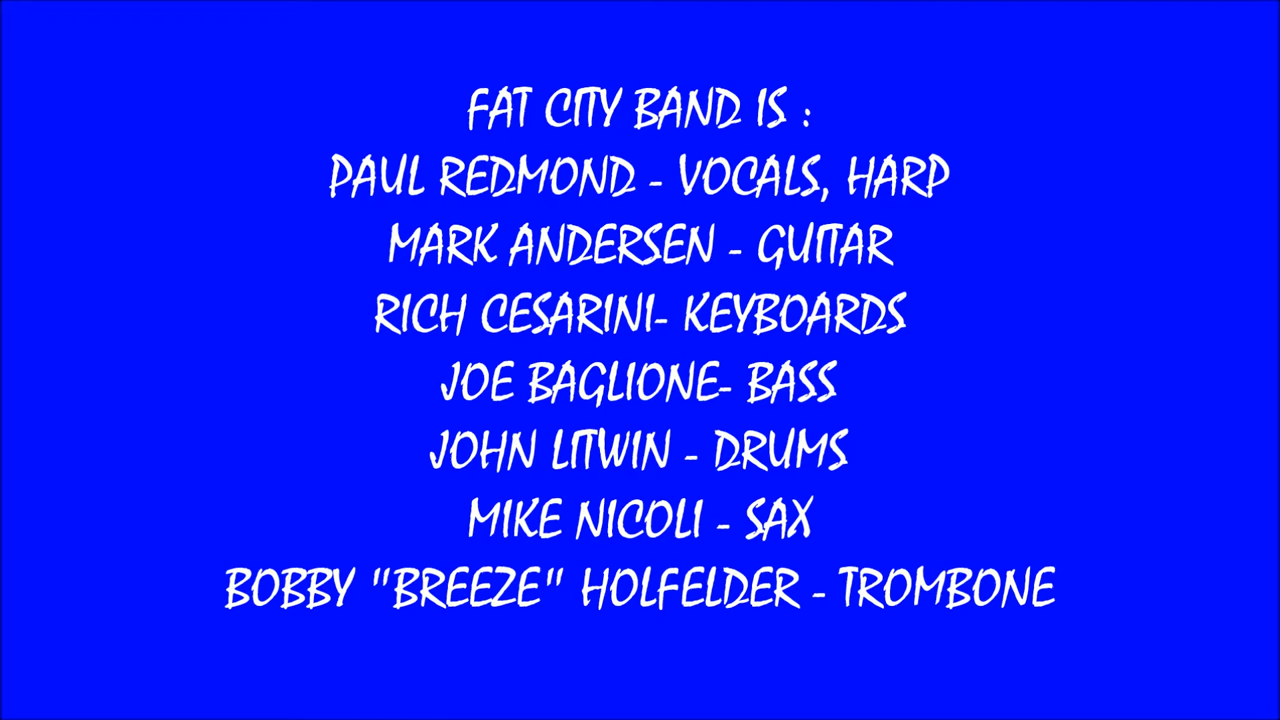 FAT CITY BAND IS :
PAUL REDMOND - VOCALS, HARP
MARK ANDERSEN - GUITAR
RICH CESARINI- KEYBOARDS
JOE BAGLIONE- BASS
JOHN LITWIN - DRUMS
MIKE NICOLI - SAX
BOBBY "BREEZE" HOLFELDER - TROMBONE